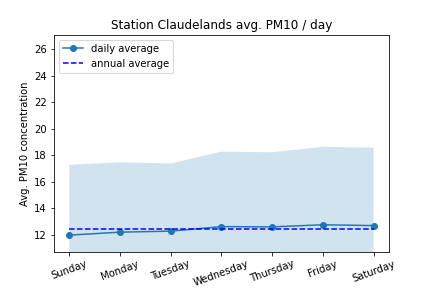 Station Claudelands avg. PM10 / day
daily average
annual average
Avg. PM10 concentration
26
24
22
20
18
16
14
12
Sunday
Monday
Tuesday
Wednesday
Thursday
Friday
Saturday